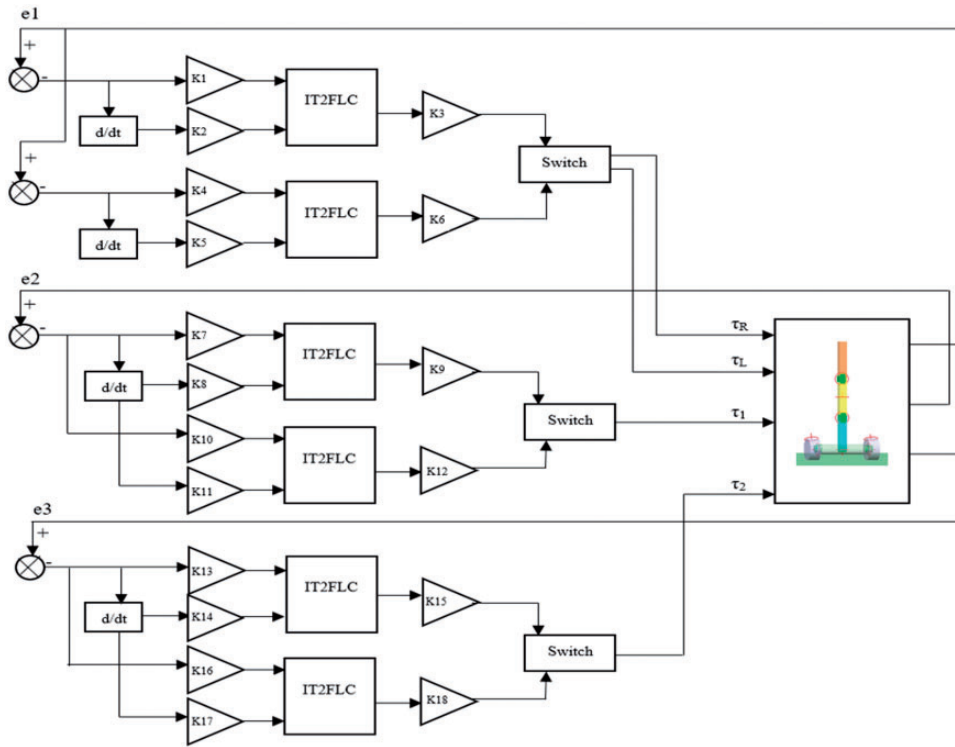 e1
+
-
K1
IT2FLC
K3
d/dt
K2
+
Switch
-
K4
IT2FLC
K6
d/dt
K5
e2
+
-
K7
IT2FLC
K9
τR
d/dt
K8
τL
Switch
τ1
K10
IT2FLC
K12
K11
τ2
e3
+
-
K13
IT2FLC
K15
d/dt
K14
Switch
K16
IT2FLC
K18
K17